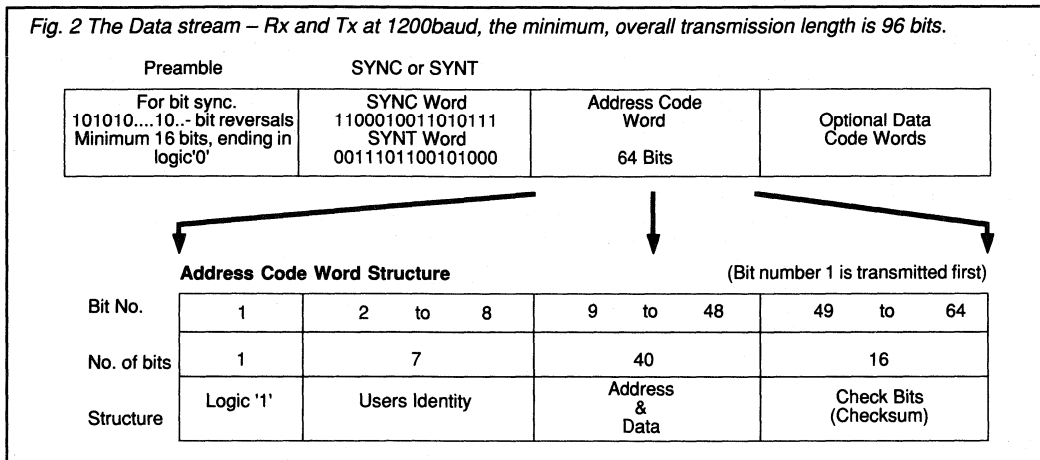 Fig. 2 The Data stream – Rx and Tx at 1200baud, the minimum, overall transmission length is 96 bits.
Preamble SYNC or SYNT
For bit sync.
101010....10..- bit reversals
Minimum 16 bits, ending in
logic'0'
SYNC Word
1100010011010111
SYNT Word
0011101100101000
Address Code
Word
64 Bits
Optional Data
Code Words
Address Code Word Structure (Bit number 1 is transmitted first)
Bit No. 1 2 to 8 9 to 48 49 to 64
No. of bits 1 7 40 16
Structure Logic '1' Users Identity
Address
&
Data
Check Bits
(Checksum)